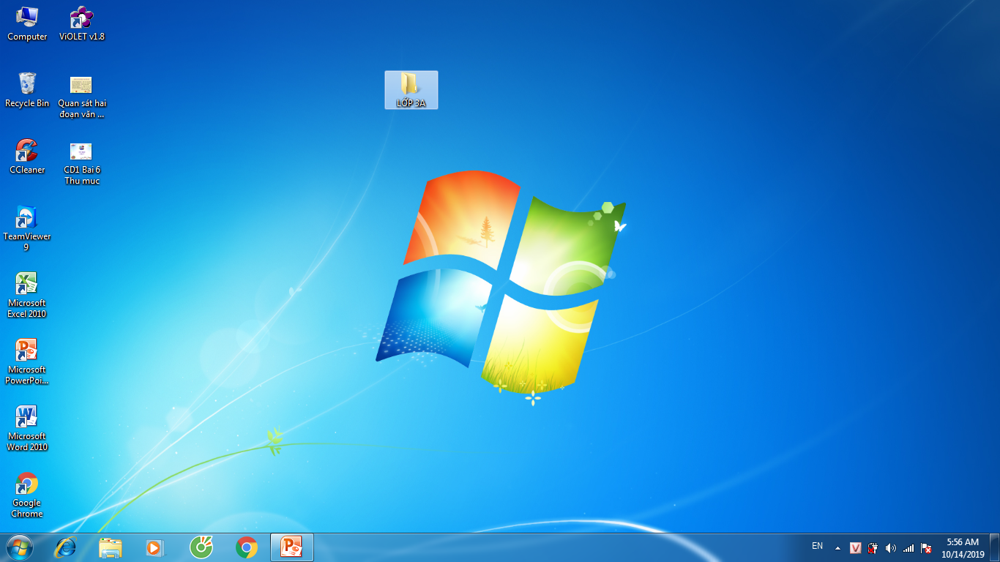 Computer
ViOLET v1.8
Recycle Bin
Quan sát hai
đoạn văn ...
LỚP 3A
CCleaner
CD1 Bai 6
Thu muc
TeamViewer
9
Microsoft
Excel 2010
Microsoft
PowerPoi...
Microsoft
Word 2010
Google
Chrome
EN
5:56 AM
10/14/2019